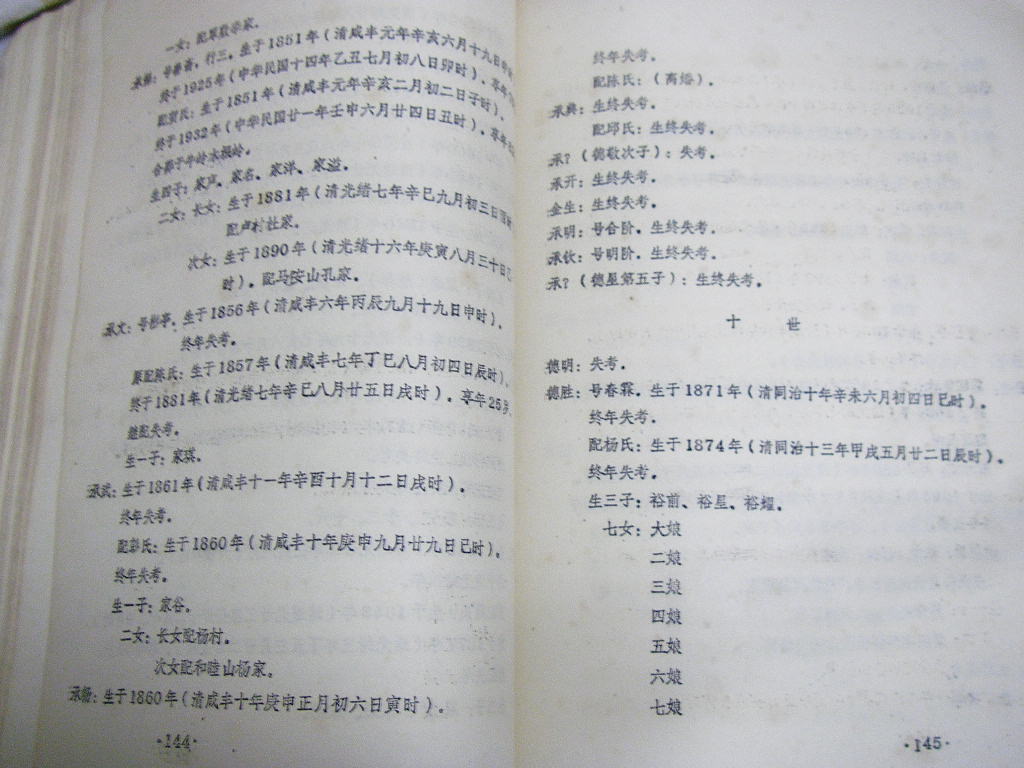 一女：配覃敦学家。
号希斋，行三，生于1851年（清咸丰元年辛亥六月十九日
终于1925年（中华民国十四年乙丑七月初八日卯时）。享年
生于1851年（清咸丰元年辛亥二月初二日子时）。
终于1932年（中华民国廿一年壬申六月廿四日丑时）。享年
合葬于牛岭
生四子：家声、家名、家洋、家溢。
二女：长女：生于1881年（清光绪七年辛巳九月初三日酉时
配卢村杜家。
次女：生于1890年（清光绪十六年庚寅八月三十日巳
时）。配马安山孔家。
承文：号彬亭，生于1856年（清咸丰六年丙辰九月十九日申时）。
终年失考。
原配陈氏：生于1857年（清咸丰七年丁巳八月初四日辰时）。
终于1881年（清光绪七年辛巳八月廿五日戌时）。享年25岁。
继配失考。
生一子：家琪。
承武：生于1861年（清咸丰十一年辛酉十月十二日戌时）。
终年失考。
配彭氏：生于1860年（清咸丰十年庚申九月廿九日巳时）。
终年失考。
生一子：家谷。
二女：长女配杨村。
次女配和睦山杨家。
生于1860年（清咸丰十年庚申正月初六日寅时）。
·144·
终年失考。
配陈氏：（离婚）。
承典：生终失考。
配邱氏：生终失考。
承？（德敬次子）：失考。
承开：生终失考。
金生：生终失考。
承明：号合阶。生终失考。
承钦：号明阶。生终失考。
承？（德星第五子）：生终失考。
十 世
德明：失考。
德胜：号春霖。生于1871年（清同治十年辛未六月初四日巳时）。
终年失考。
配杨氏：生于1874年（清同治十三年甲戌五月廿二日辰时）。
终年失考。
生三子：裕前、裕星、裕耀。
七女：大娘
二娘
三娘
四娘
五娘
六娘
七娘
·145·